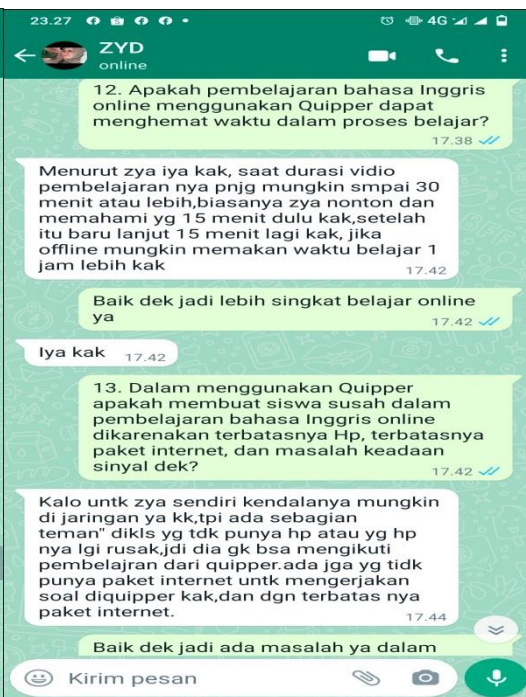 23.27
4G
ZYD
online
12. Apakah pembelajaran bahasa Inggris
online menggunakan Quipper dapat
menghemat waktu dalam proses belajar?
17.38
Menurut zya iya kak, saat durasi vidio
pembelajaran nya pnjg mungkin smpai 30
menit atau lebih,biasanya zya nonton dan
memahami yg 15 menit dulu kak,setelah
itu baru lanjut 15 menit lagi kak, jika
offline mungkin memakan waktu belajar 1
jam lebih kak
17.42
Baik dek jadi lebih singkat belajar online
ya
17.42
Iya kak
17.42
13. Dalam menggunakan Quipper
apakah membuat siswa susah dalam
pembelajaran bahasa Inggris online
dikarenakan terbatasnya Hp, terbatasnya
paket internet, dan masalah keadaan
sinyal dek?
17.42
Kalo untk zya sendiri kendalanya mungkin
di jaringan ya kk,tpi ada sebagian
teman" dikls yg tdk punya hp atau yg hp
nya lgi rusak,jdi dia gk bsa mengikuti
pembelajran dari quipper.ada jga yg tidk
punya paket internet untk mengerjakan
soal diquipper kak,dan dgn terbatas nya
paket internet.
17.44
Baik dek jadi ada masalah ya dalam
Kirim pesan